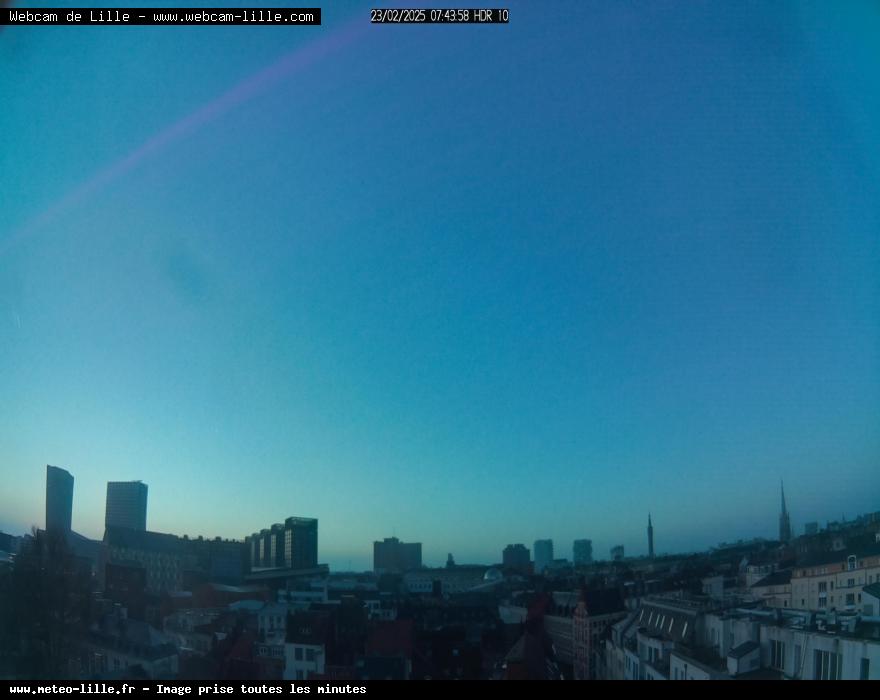 Webcam de Lille - www.webcam-lille.com
23/02/2025 07:43:58 HDR 10
www.meteo-lille.fr - Image prise toutes les minutes